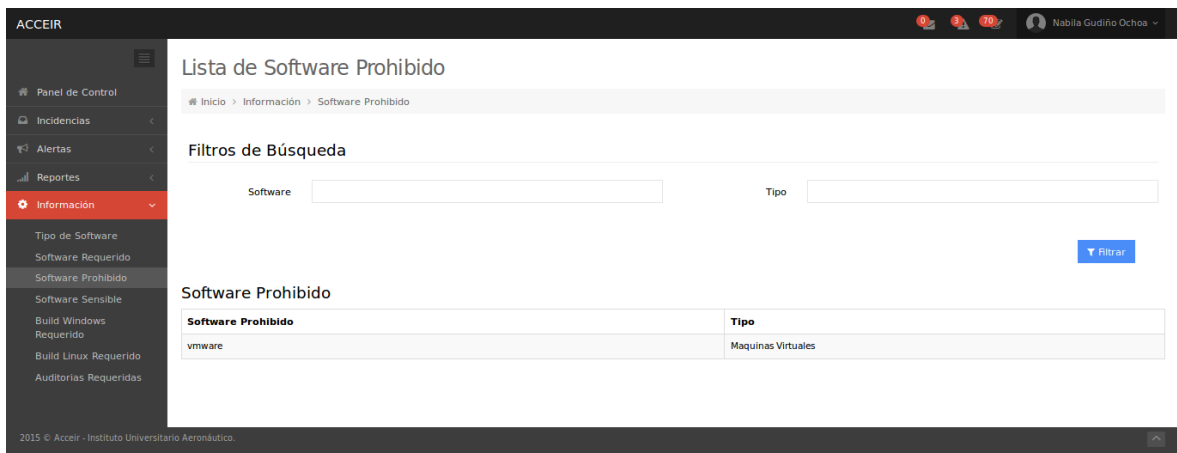 ACCEIR
0 3 70 Nabila Gudiño Ochoa
Panel de Control
Incidencias
Alertas
Reportes
Información
Tipo de Software
Software Requerido
Software Prohibido
Software Sensible
Build Windows
Requerido
Build Linux Requerido
Auditorias Requeridas
Lista de Software Prohibido
Inicio > Información > Software Prohibido
Filtros de Búsqueda
Software Tipo
Filtrar
Software Prohibido
Software Prohibido Tipo
vmware Maquinas Virtuales
2015 © Acceir - Instituto Universitario Aeronáutico.